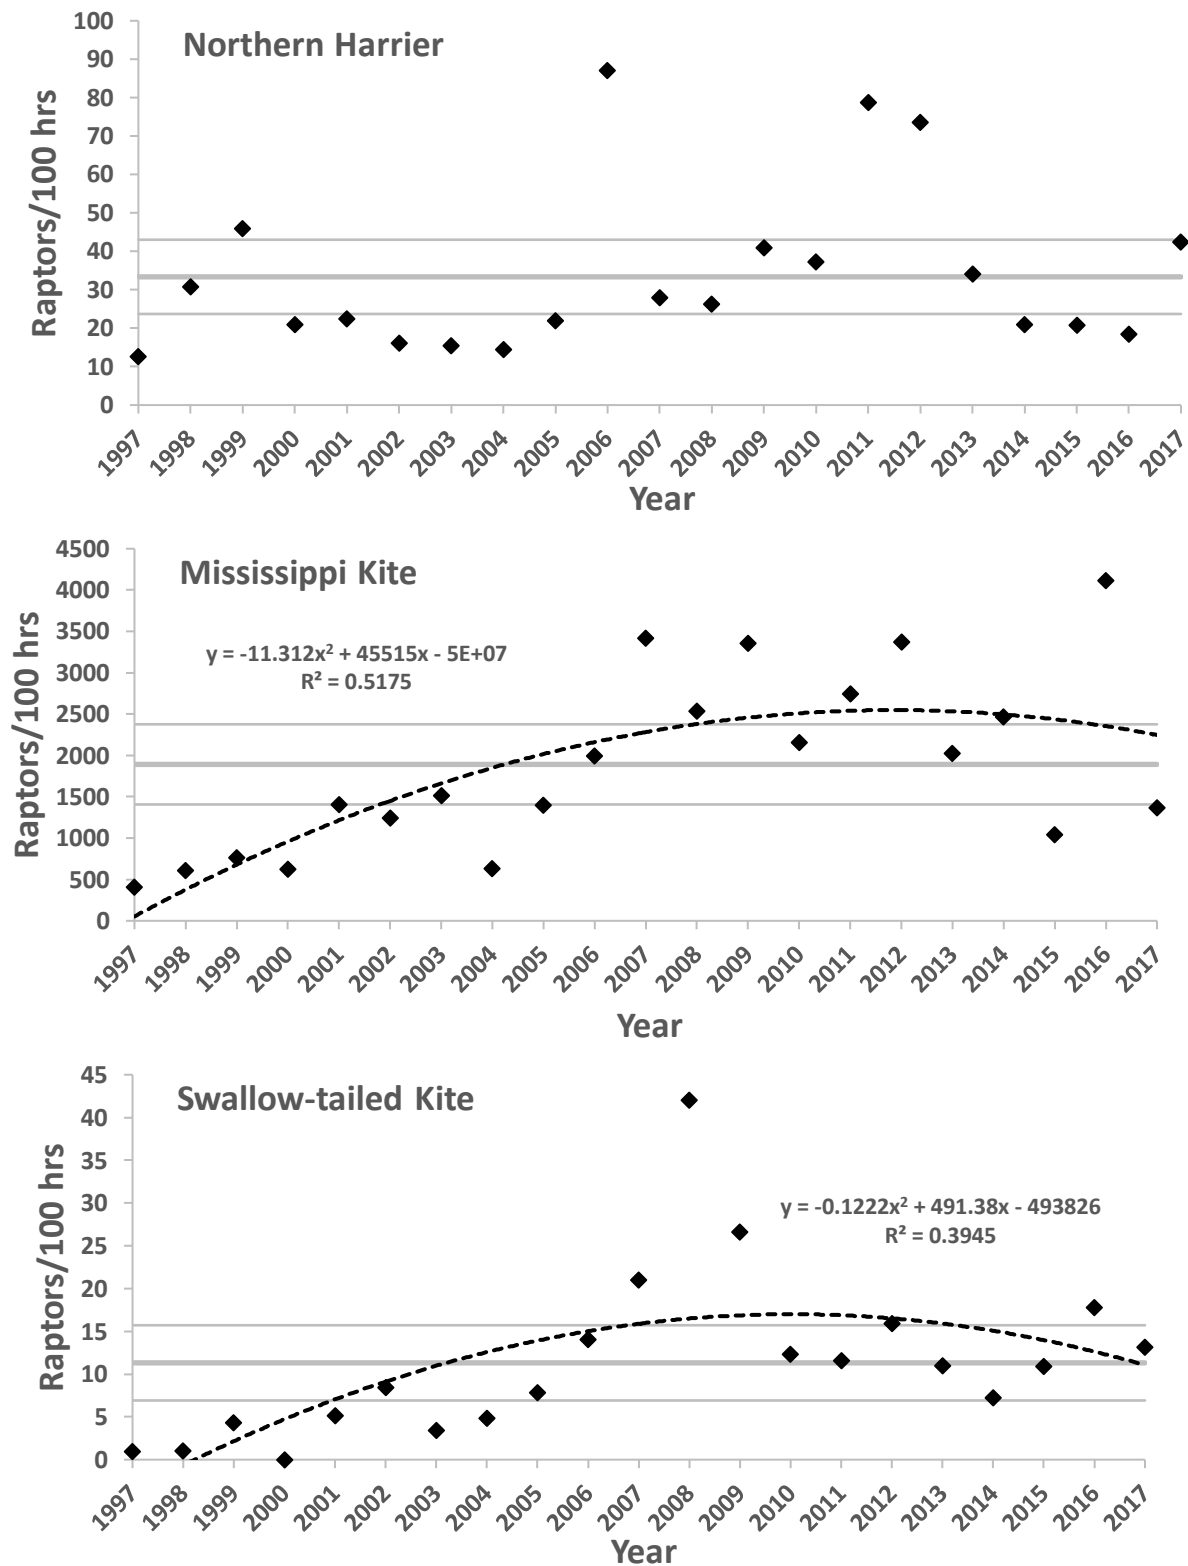 Northern Harrier
Raptors/100 hrs
100
90
80
70
60
50
40
30
20
10
0
1997 1998 1999 2000 2001 2002 2003 2004 2005 2006 2007 2008 2009 2010 2011 2012 2013 2014 2015 2016 2017
Year
Mississippi Kite
y = -11.312x² + 45515x - 5E+07
R² = 0.5175
Raptors/100 hrs
4500
4000
3500
3000
2500
2000
1500
1000
500
0
1997 1998 1999 2000 2001 2002 2003 2004 2005 2006 2007 2008 2009 2010 2011 2012 2013 2014 2015 2016 2017
Year
Swallow-tailed Kite
y = -0.1222x² + 491.38x - 493826
R² = 0.3945
Raptors/100 hrs
45
40
35
30
25
20
15
10
5
0
1997 1998 1999 2000 2001 2002 2003 2004 2005 2006 2007 2008 2009 2010 2011 2012 2013 2014 2015 2016 2017
Year